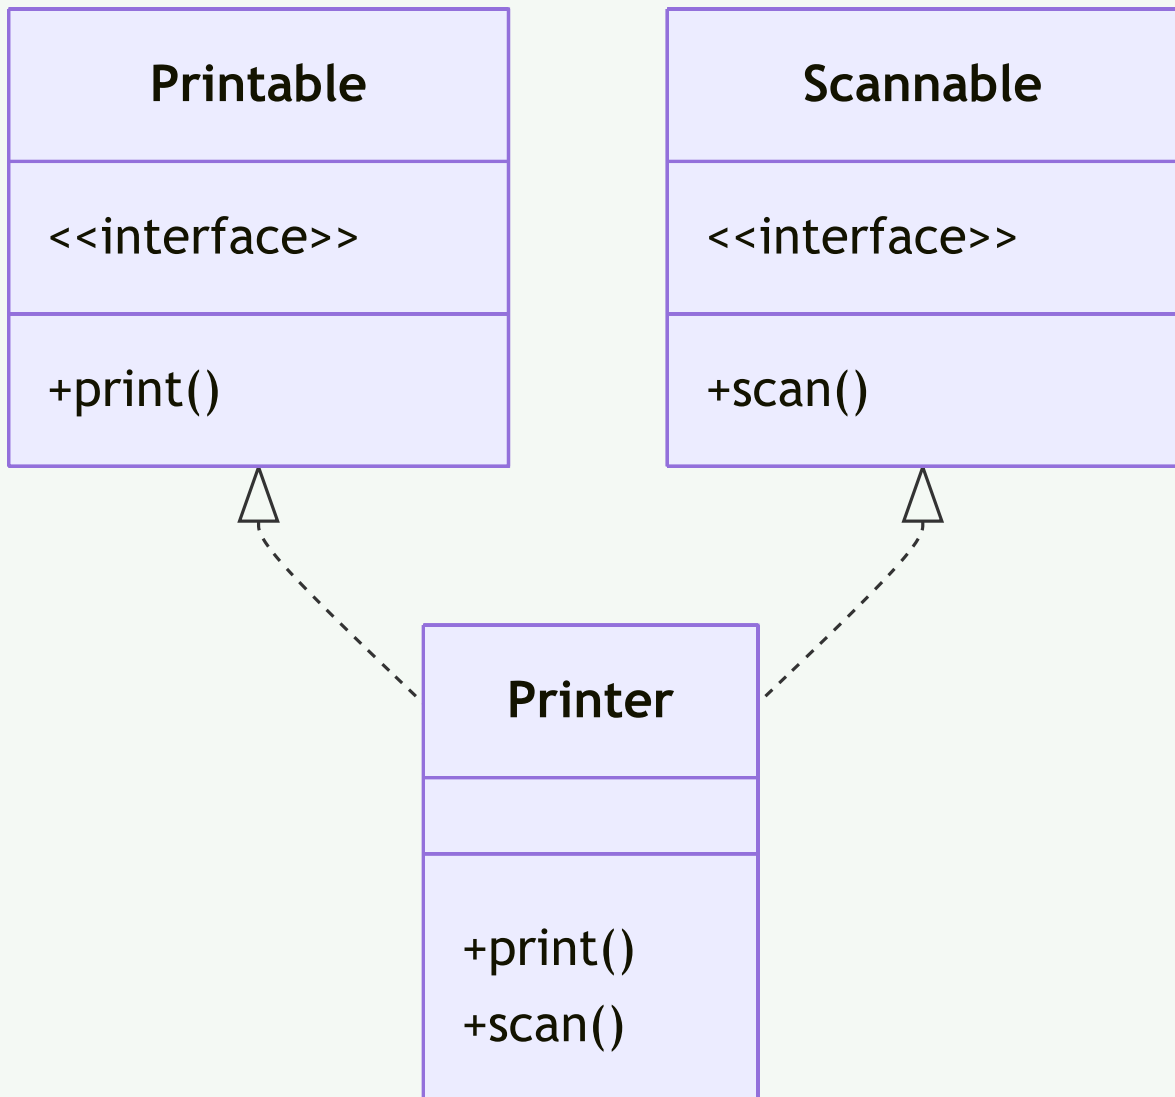 Printable
<<interface>>
+print()
Scannable
<<interface>>
+scan()
Printer
+print()
+scan()